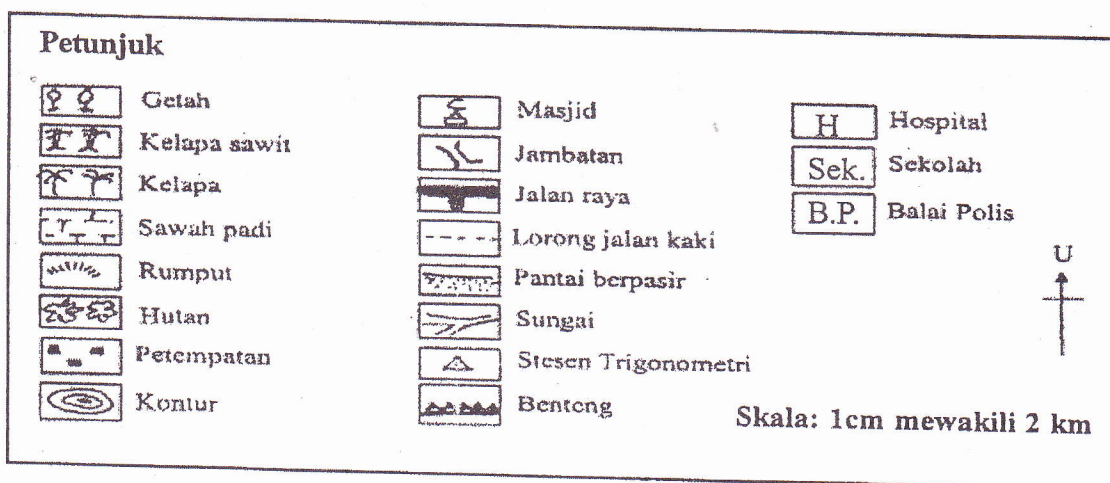 Petunjuk
Getah
Kelapa sawit
Kelapa
Sawah padi
Rumput
Hutan
Petempatan
Kontur
Masjid
Jambatan
Jalan raya
Lorong jalan kaki
Pantai berpasir
Sungai
Stesen Trigonometri
Benteng
H Hospital
Sek. Sekolah
B.P. Balai Polis
U
Skala: 1cm mewakili 2 km